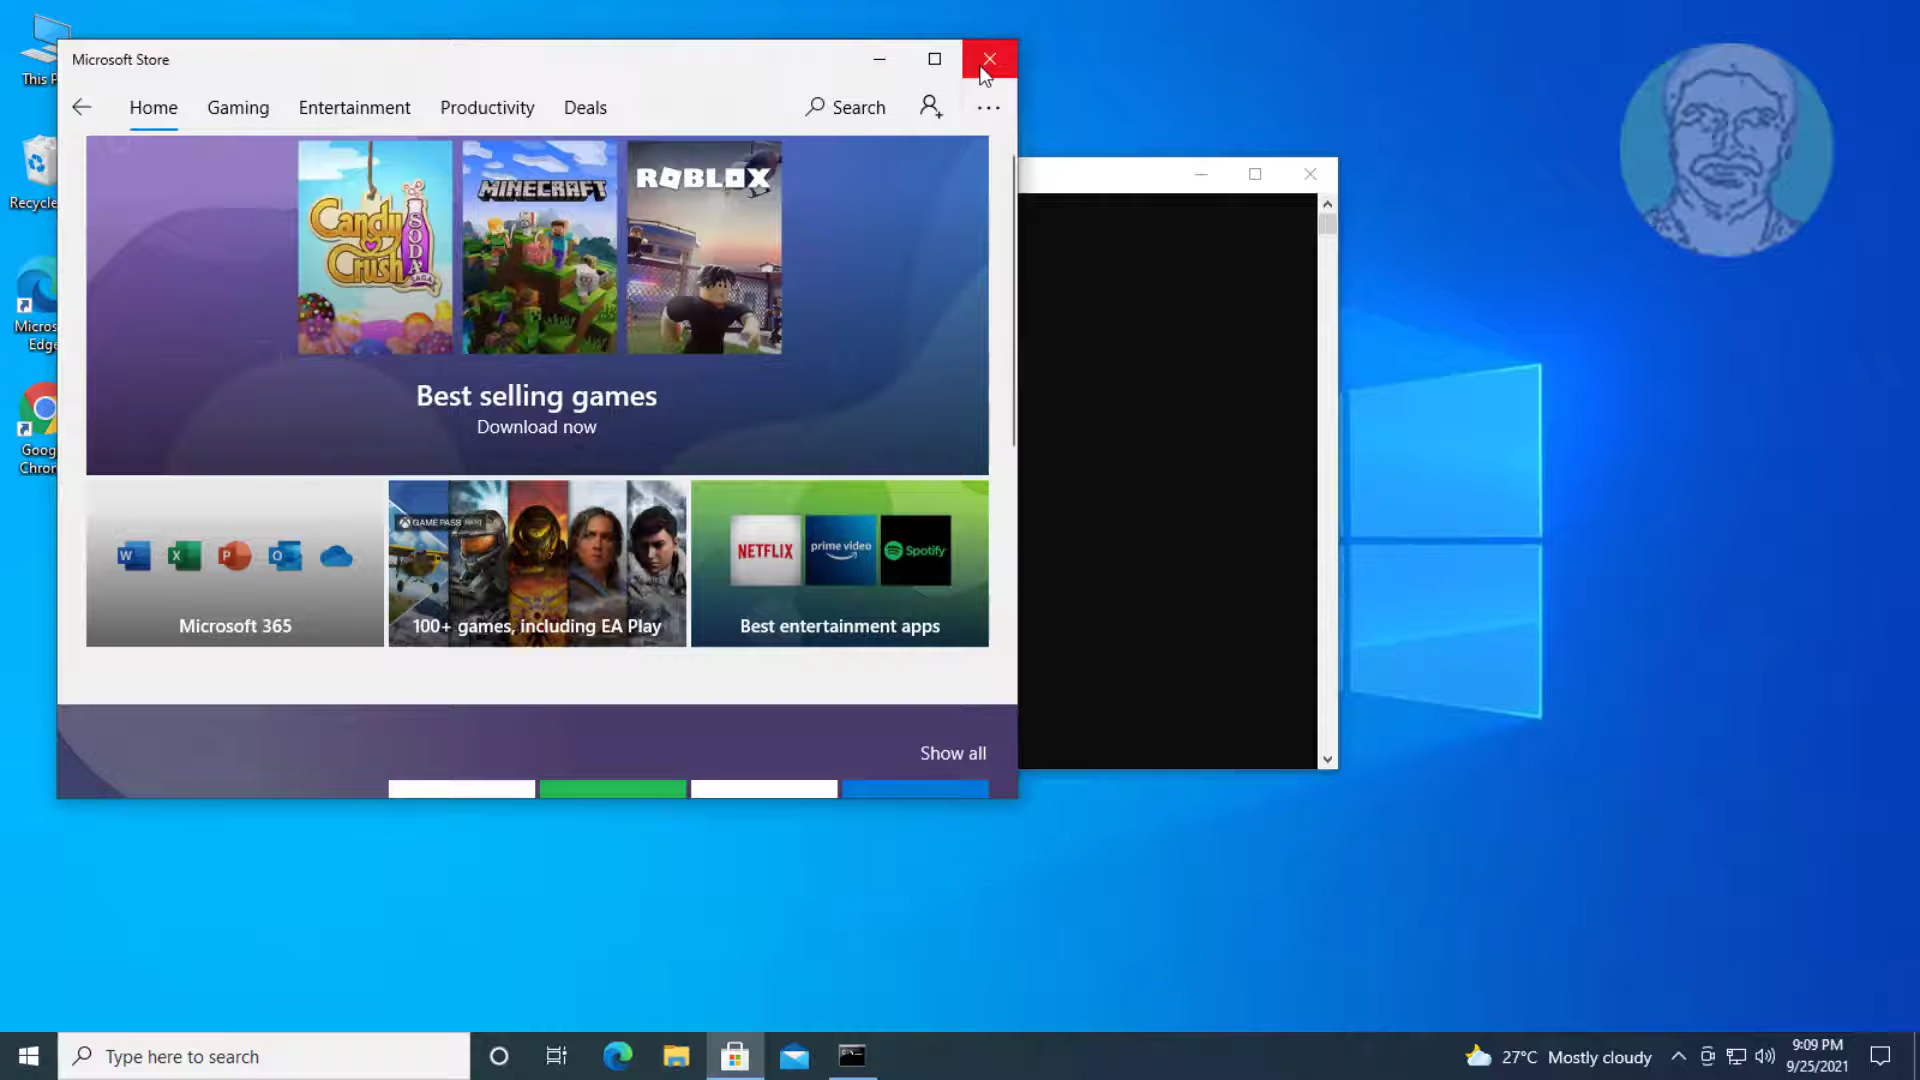 This P
Recycle
Micros
Edge
Goog
Chron
Microsoft Store
Home Gaming Entertainment Productivity Deals Search
Candy
Crush
SODA
SAGA
MINECRAFT
ROBLOX
Best selling games
Download now
W X P O
Microsoft 365
GAME PASS
100+ games, including EA Play
NETFLIX
prime video
Spotify
Best entertainment apps
Show all
Type here to search
27°C Mostly cloudy
9:09 PM
9/25/2021